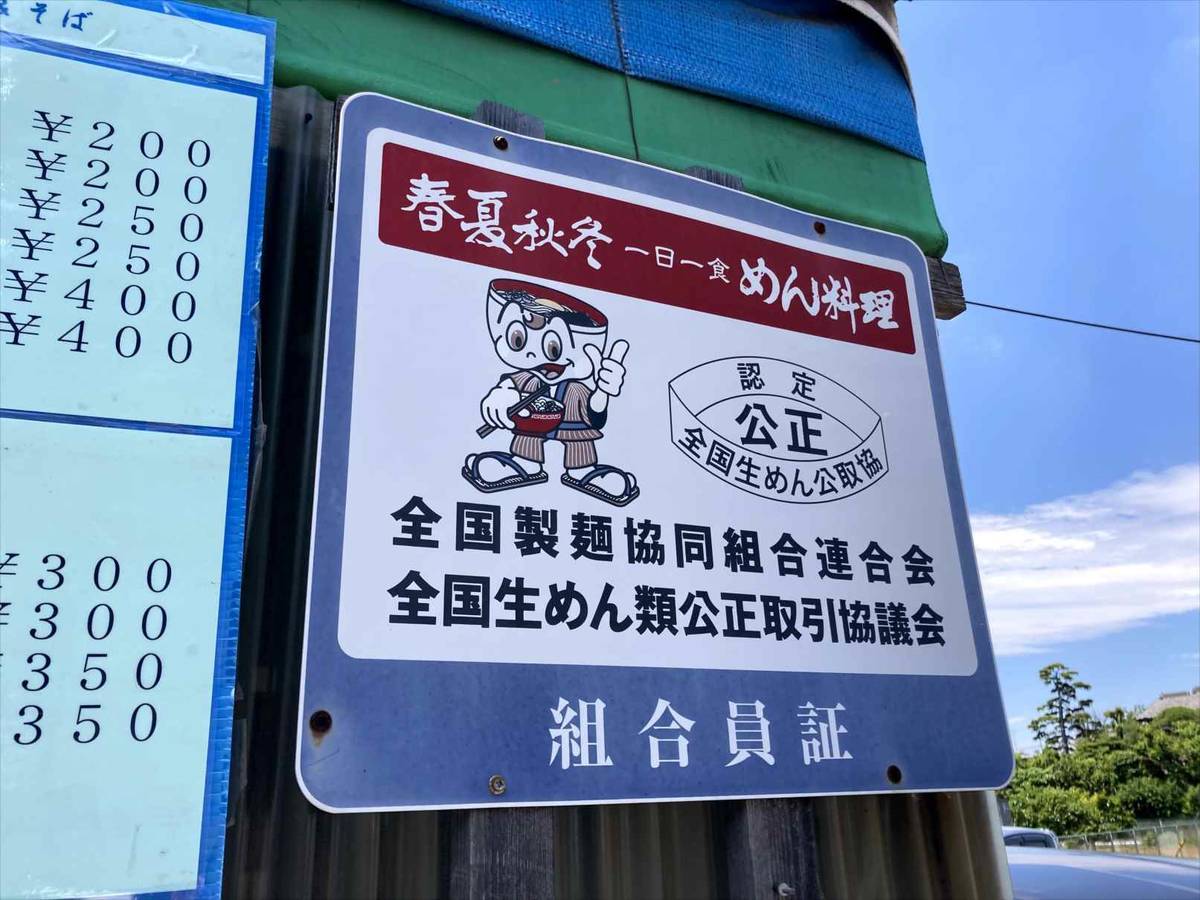 そば
¥200
¥200
¥250
¥250
¥400
¥400
¥300
¥300
¥350
¥350
春夏秋冬 一日一食 めん料理
認定
公正
全国生めん公取協
全国製麺協同組合連合会
全国生めん類公正取引協議会
組合員証